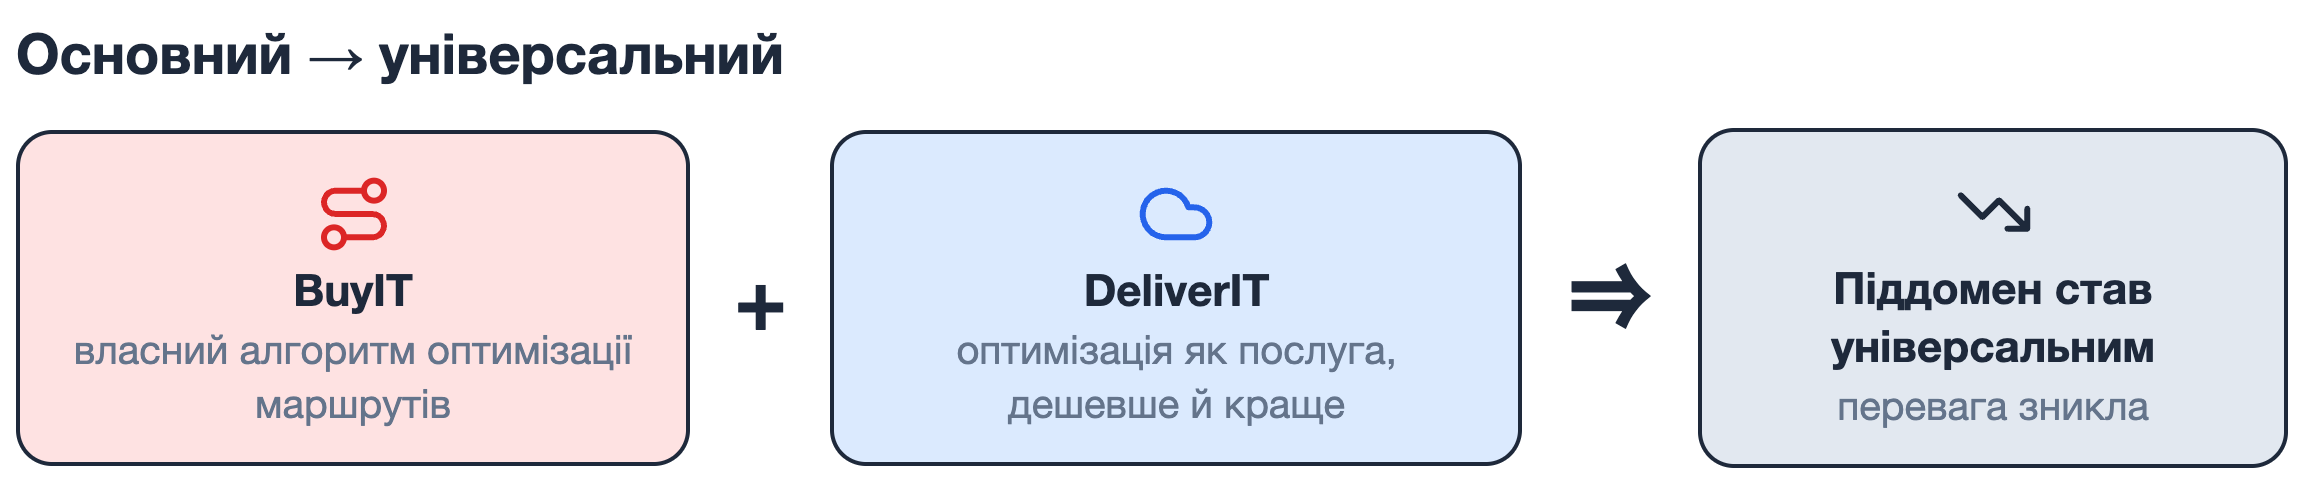 Основний → універсальний
BuyIT
власний алгоритм оптимізації
маршрутів
+
DeliverIT
оптимізація як послуга,
дешевше й краще
⇒
Піддомен став
універсальним
перевага зникла